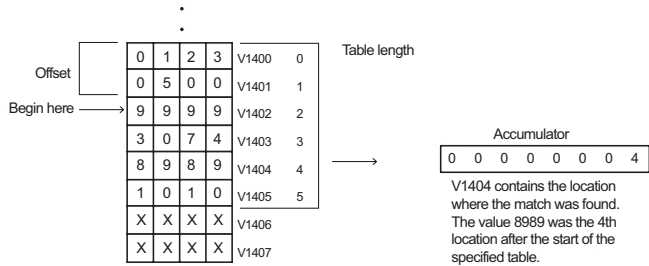 Table length
0 1 2 3 V1400 0
Offset
0 5 0 0 V1401 1
Begin here 9 9 9 9 V1402 2
3 0 7 4 V1403 3
Accumulator
8 9 8 9 V1404 4
0 0 0 0 0 0 0 4
1 0 1 0 V1405 5
X X X X V1406
X X X X V1407
V1404 contains the location
where the match was found.
The value 8989 was the 4th
location after the start of the
specified table.